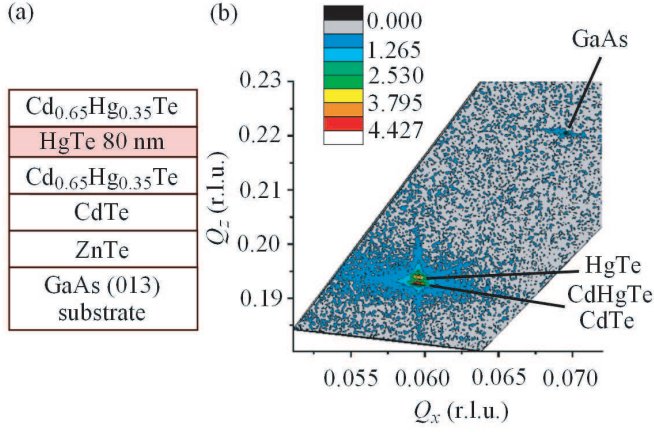 (a)
Cd₀.₆₅Hg₀.₃₅Te
HgTe 80 nm
Cd₀.₆₅Hg₀.₃₅Te
CdTe
ZnTe
GaAs (013)
substrate
(b)
0.000
1.265
2.530
3.795
4.427
GaAs
0.23
0.22
0.21
0.20
0.19
Q_z (r.l.u.)
HgTe
CdHgTe
CdTe
0.055
0.060
0.065
0.070
Q_x (r.l.u.)